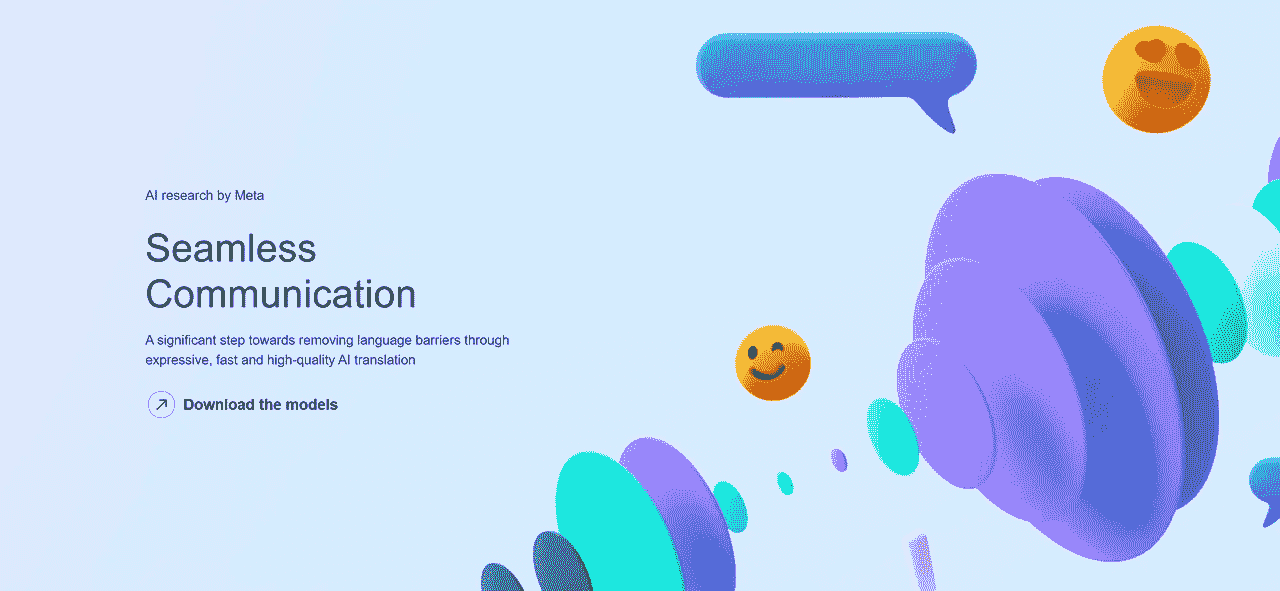 AI research by Meta
Seamless
Communication
A significant step towards removing language barriers through
expressive, fast and high-quality AI translation
Download the models